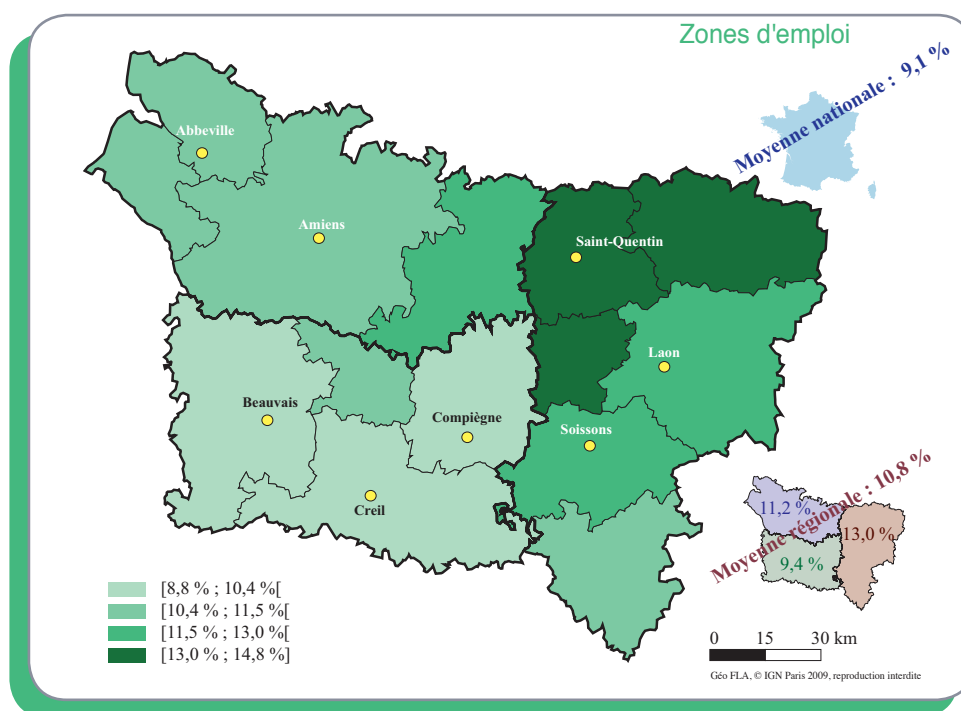 Zones d'emploi
Moyenne nationale : 9,1 %
Abbeville
Amiens
Saint-Quentin
Laon
Beauvais
Compiègne
Soissons
Creil
Moyenne régionale : 10,8 %
11,2 %
13,0 %
9,4 %
[8,8 % ; 10,4 %[
[10,4 % ; 11,5 %[
[11,5 % ; 13,0 %[
[13,0 % ; 14,8 %]
0 15 30 km
Géo FLA, © IGN Paris 2009, reproduction interdite